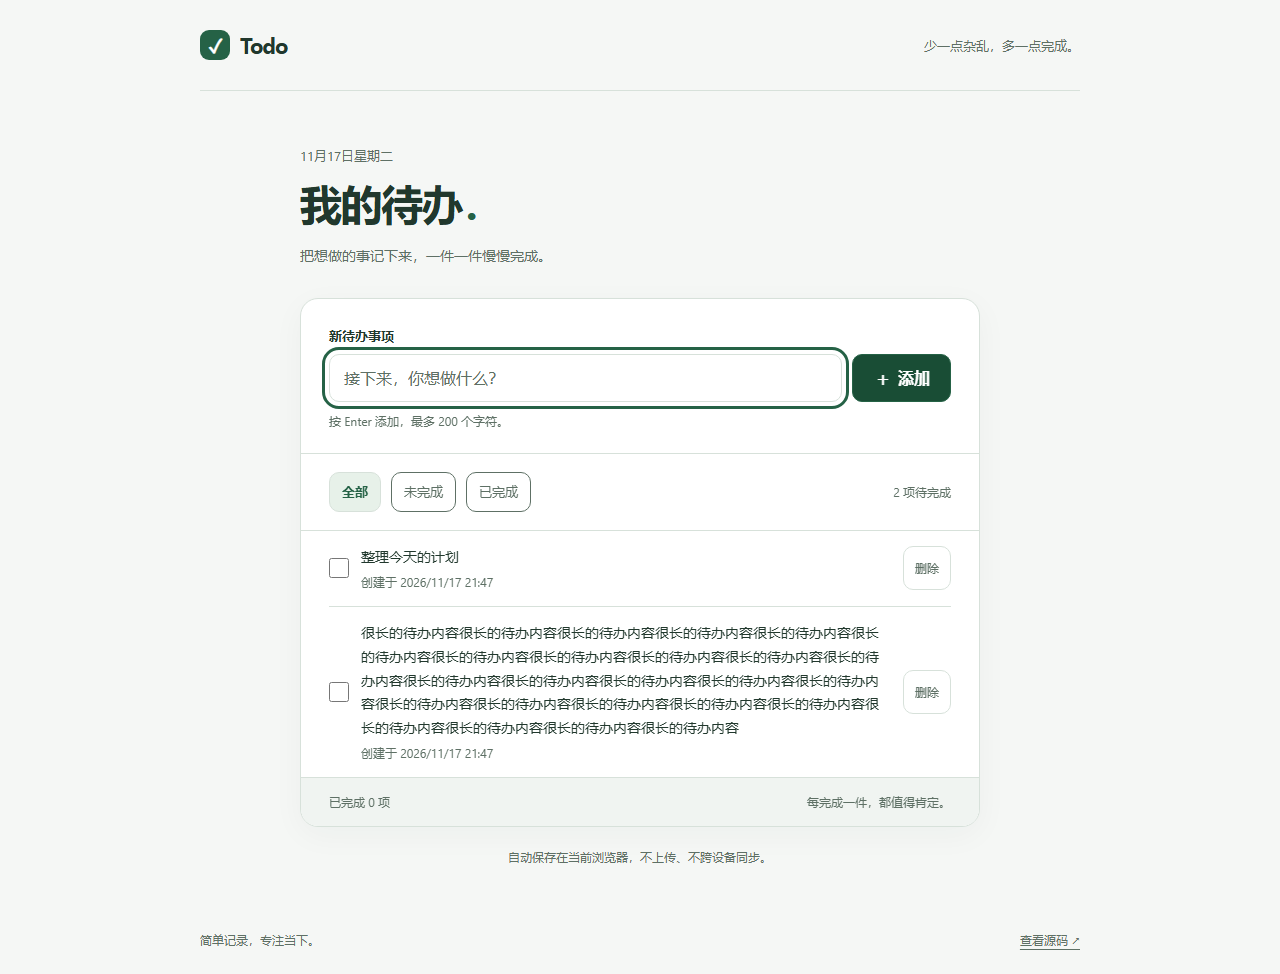 Todo
少一点杂乱，多一点完成。
11月17日星期二
我的待办.
把想做的事记下来，一件一件慢慢完成。
新待办事项
接下来，你想做什么？
+ 添加
按 Enter 添加，最多 200 个字符。
全部
未完成
已完成
2 项待完成
整理今天的计划
创建于 2026/11/17 21:47
删除
很长的待办内容很长的待办内容很长的待办内容很长的待办内容很长的待办内容很长
的待办内容很长的待办内容很长的待办内容很长的待办内容很长的待办内容很长的待
办内容很长的待办内容很长的待办内容很长的待办内容很长的待办内容很长的待办内
容很长的待办内容很长的待办内容很长的待办内容很长的待办内容很长的待办内容很
长的待办内容很长的待办内容很长的待办内容很长的待办内容
创建于 2026/11/17 21:47
删除
已完成 0 项
每完成一件，都值得肯定。
自动保存在当前浏览器，不上传、不跨设备同步。
简单记录，专注当下。
查看源码 ↗